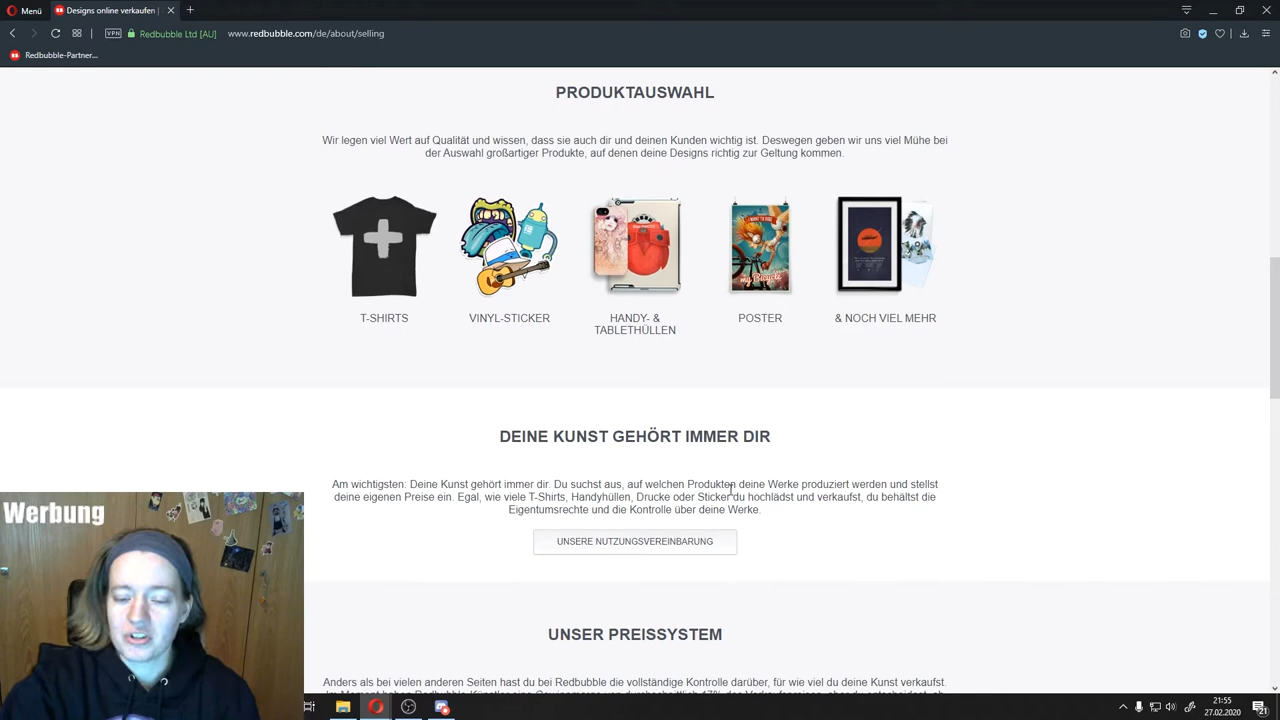 Menü
Designs online verkaufen |
VPN
Redbubble Ltd [AU]
www.redbubble.com/de/about/selling
Redbubble-Partner...
PRODUKTAUSWAHL
Wir legen viel Wert auf Qualität und wissen, dass sie auch dir und deinen Kunden wichtig ist. Deswegen geben wir uns viel Mühe bei
der Auswahl großartiger Produkte, auf denen deine Designs richtig zur Geltung kommen.
my Bicycle
T-SHIRTS
VINYL-STICKER
HANDY- &
TABLETHÜLLEN
POSTER
& NOCH VIEL MEHR
DEINE KUNST GEHÖRT IMMER DIR
Am wichtigsten: Deine Kunst gehört immer dir. Du suchst aus, auf welchen Produkten deine Werke produziert werden und stellst
deine eigenen Preise ein. Egal, wie viele T-Shirts, Handyhüllen, Drucke oder Sticker du hochlädst und verkaufst, du behältst die
Eigentumsrechte und die Kontrolle über deine Werke.
UNSERE NUTZUNGSVEREINBARUNG
Werbung
UNSER PREISSYSTEM
Anders als bei vielen anderen Seiten hast du bei Redbubble die vollständige Kontrolle darüber, für wie viel du deine Kunst verkaufst.
21:55
27.02.2020
21